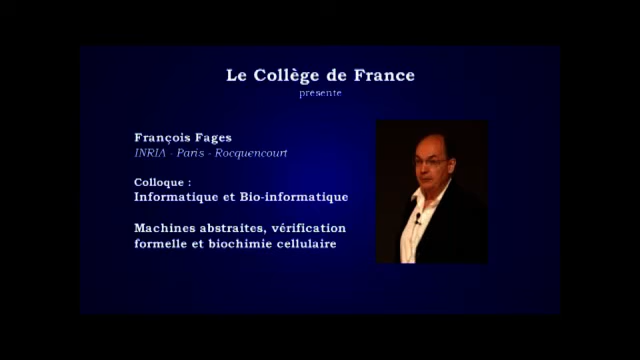 Le Collège de France
présente
François Fages
INRIA - Paris - Rocquencourt
Colloque :
Informatique et Bio-informatique
Machines abstraites, vérification
formelle et biochimie cellulaire